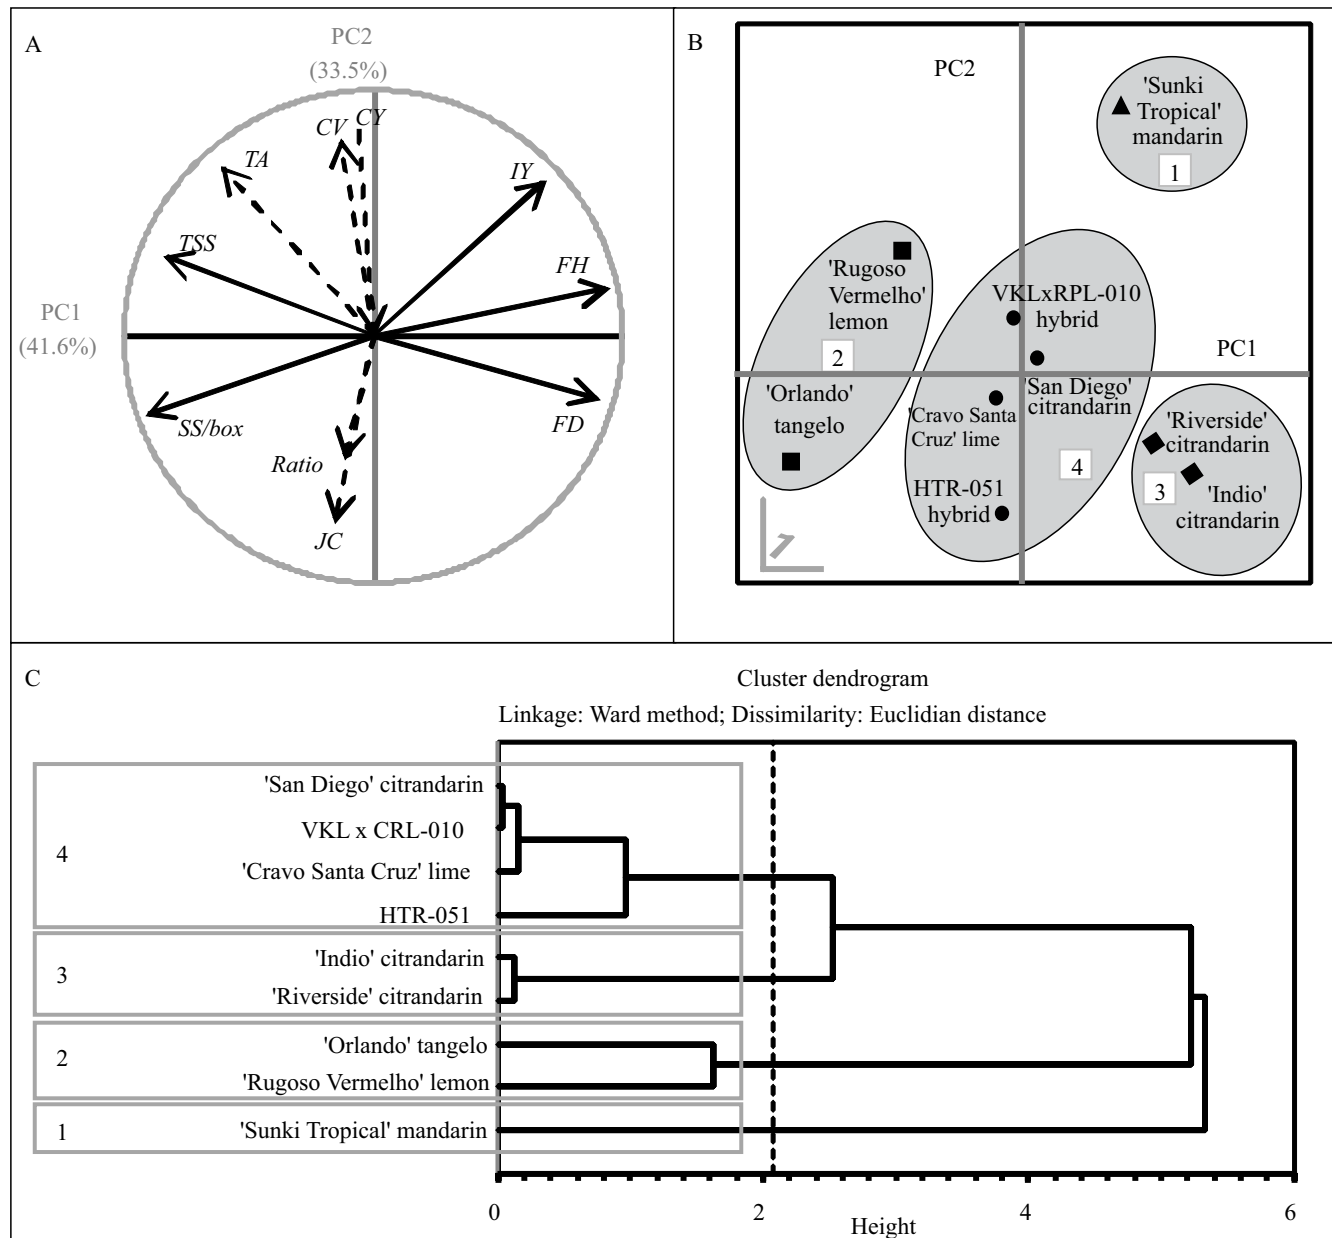 A
PC2
(33.5%)
CV
CY
TA
IY
TSS
FH
PC1
(41.6%)
SS/box
FD
Ratio
JC
B
PC2
'Sunki
Tropical'
mandarin
1
'Rugoso
Vermelho'
lemon
2
VKLxRPL-010
hybrid
PC1
'Orlando'
tangelo
'San Diego'
citrandarin
'Cravo Santa
Cruz' lime
4
HTR-051
hybrid
'Riverside'
citrandarin
3
'Indio'
citrandarin
C
Cluster dendrogram
Linkage: Ward method; Dissimilarity: Euclidian distance
4
'San Diego' citrandarin
VKL x CRL-010
'Cravo Santa Cruz' lime
HTR-051
3
'Indio' citrandarin
'Riverside' citrandarin
2
'Orlando' tangelo
'Rugoso Vermelho' lemon
1
'Sunki Tropical' mandarin
0 2 4 6
Height